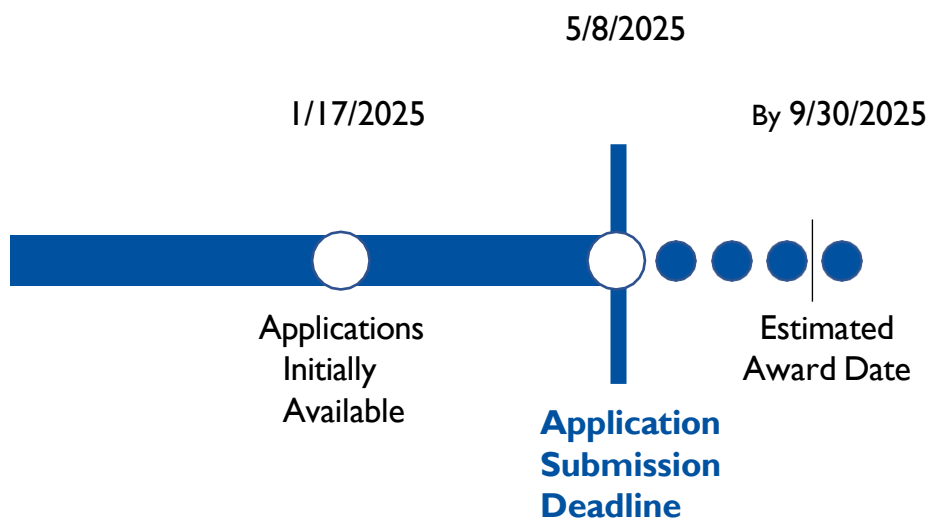 5/8/2025
1/17/2025
By 9/30/2025
Applications
Initially
Available
Application
Submission
Deadline
Estimated
Award Date